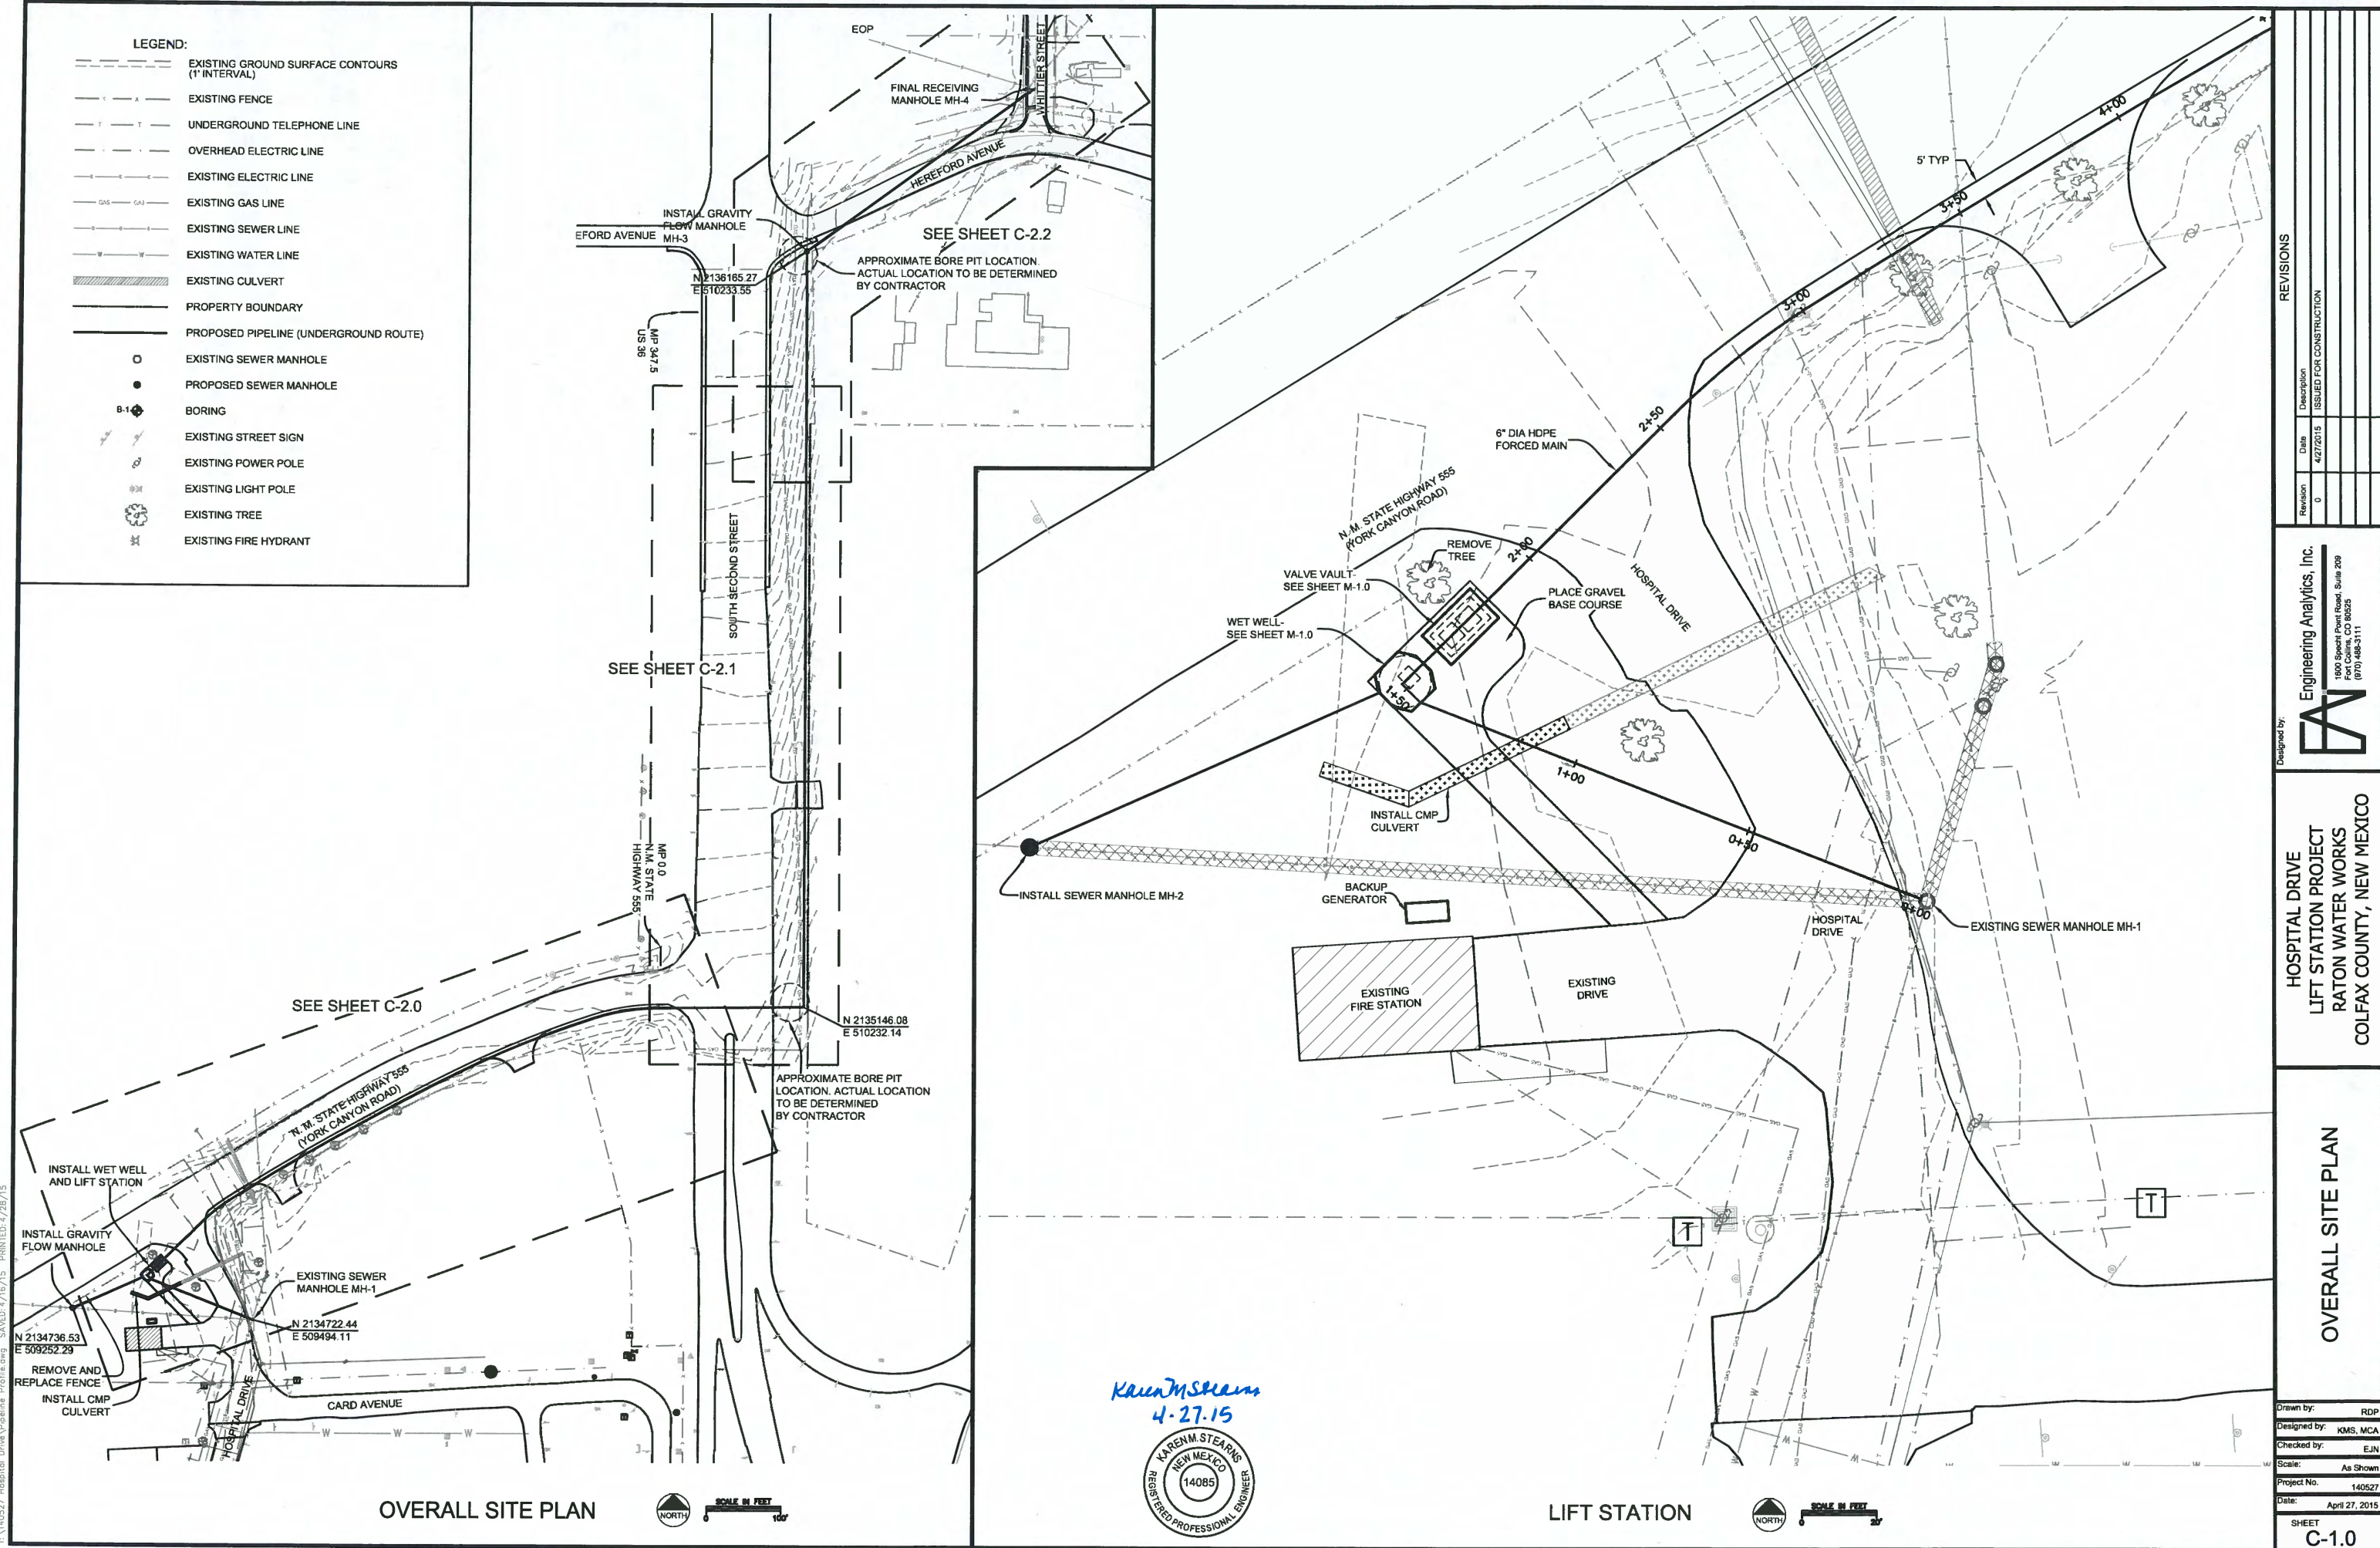 LEGEND:
EXISTING GROUND SURFACE CONTOURS
(1' INTERVAL)
EXISTING FENCE
UNDERGROUND TELEPHONE LINE
OVERHEAD ELECTRIC LINE
EXISTING ELECTRIC LINE
EXISTING GAS LINE
EXISTING SEWER LINE
EXISTING WATER LINE
EXISTING CULVERT
PROPERTY BOUNDARY
PROPOSED PIPELINE (UNDERGROUND ROUTE)
EXISTING SEWER MANHOLE
PROPOSED SEWER MANHOLE
B-1
BORING
EXISTING STREET SIGN
EXISTING POWER POLE
EXISTING LIGHT POLE
EXISTING TREE
EXISTING FIRE HYDRANT
EOP
FINAL RECEIVING
MANHOLE MH-4
WHITTIER STREET
HEREFORD AVENUE
INSTALL GRAVITY
FLOW MANHOLE
MH-3
EFORD AVENUE
SEE SHEET C-2.2
N 2136165.27
E 510233.55
APPROXIMATE BORE PIT LOCATION.
ACTUAL LOCATION TO BE DETERMINED
BY CONTRACTOR
MP 347.5
US 36
SOUTH SECOND STREET
SEE SHEET C-2.1
MP 0.0
N.M. STATE
HIGHWAY 555
SEE SHEET C-2.0
N 2135146.08
E 510232.14
APPROXIMATE BORE PIT
LOCATION. ACTUAL LOCATION
TO BE DETERMINED
BY CONTRACTOR
N. M. STATE HIGHWAY 555
(YORK CANYON ROAD)
INSTALL WET WELL
AND LIFT STATION
INSTALL GRAVITY
FLOW MANHOLE
EXISTING SEWER
MANHOLE MH-1
N 2134722.44
E 509494.11
N 2134736.53
E 509252.29
REMOVE AND
REPLACE FENCE
INSTALL CMP
CULVERT
HOSPITAL DRIVE
CARD AVENUE
W W W W
OVERALL SITE PLAN
NORTH
SCALE IN FEET
0 100'
5' TYP
4+00
3+50
3+00
2+50
6" DIA HDPE
FORCED MAIN
N. M. STATE HIGHWAY 555
(YORK CANYON ROAD)
REMOVE
TREE
2+00
HOSPITAL DRIVE
VALVE VAULT-
SEE SHEET M-1.0
PLACE GRAVEL
BASE COURSE
WET WELL-
SEE SHEET M-1.0
1+50
1+00
INSTALL CMP
CULVERT
0+50
INSTALL SEWER MANHOLE MH-2
BACKUP
GENERATOR
0+00
HOSPITAL
DRIVE
EXISTING SEWER MANHOLE MH-1
EXISTING
FIRE STATION
EXISTING
DRIVE
T
T
Karen M Stearns
4-27-15
KAREN M. STEARNS
NEW MEXICO
14085
REGISTERED PROFESSIONAL ENGINEER
LIFT STATION
NORTH
SCALE IN FEET
0 20'
REVISIONS
Revision Date Description
0 4/27/2015 ISSUED FOR CONSTRUCTION
Designed by:
Engineering Analytics, Inc.
1600 Specht Point Road, Suite 209
Fort Collins, CO 80525
(970) 488-3111
HOSPITAL DRIVE
LIFT STATION PROJECT
RATON WATER WORKS
COLFAX COUNTY, NEW MEXICO
OVERALL SITE PLAN
Drawn by: RDP
Designed by: KMS, MCA
Checked by: EJN
Scale: As Shown
Project No. 140527
Date: April 27, 2015
SHEET
C-1.0